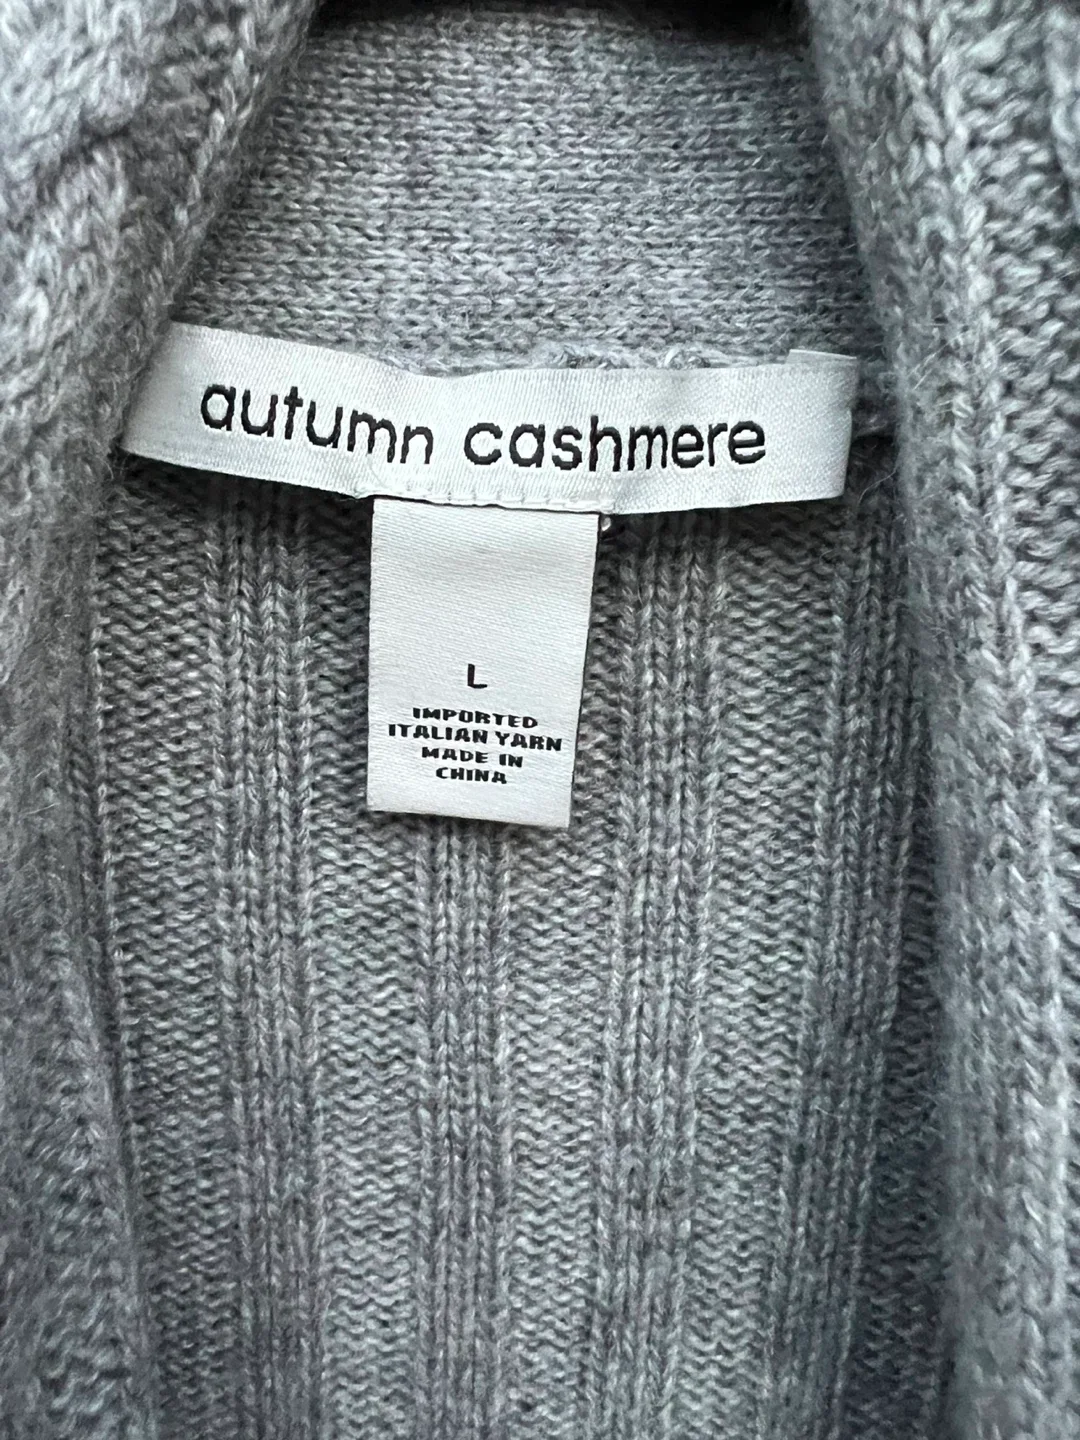 autumn cashmere
L
IMPORTED
ITALIAN YARN
MADE IN
CHINA